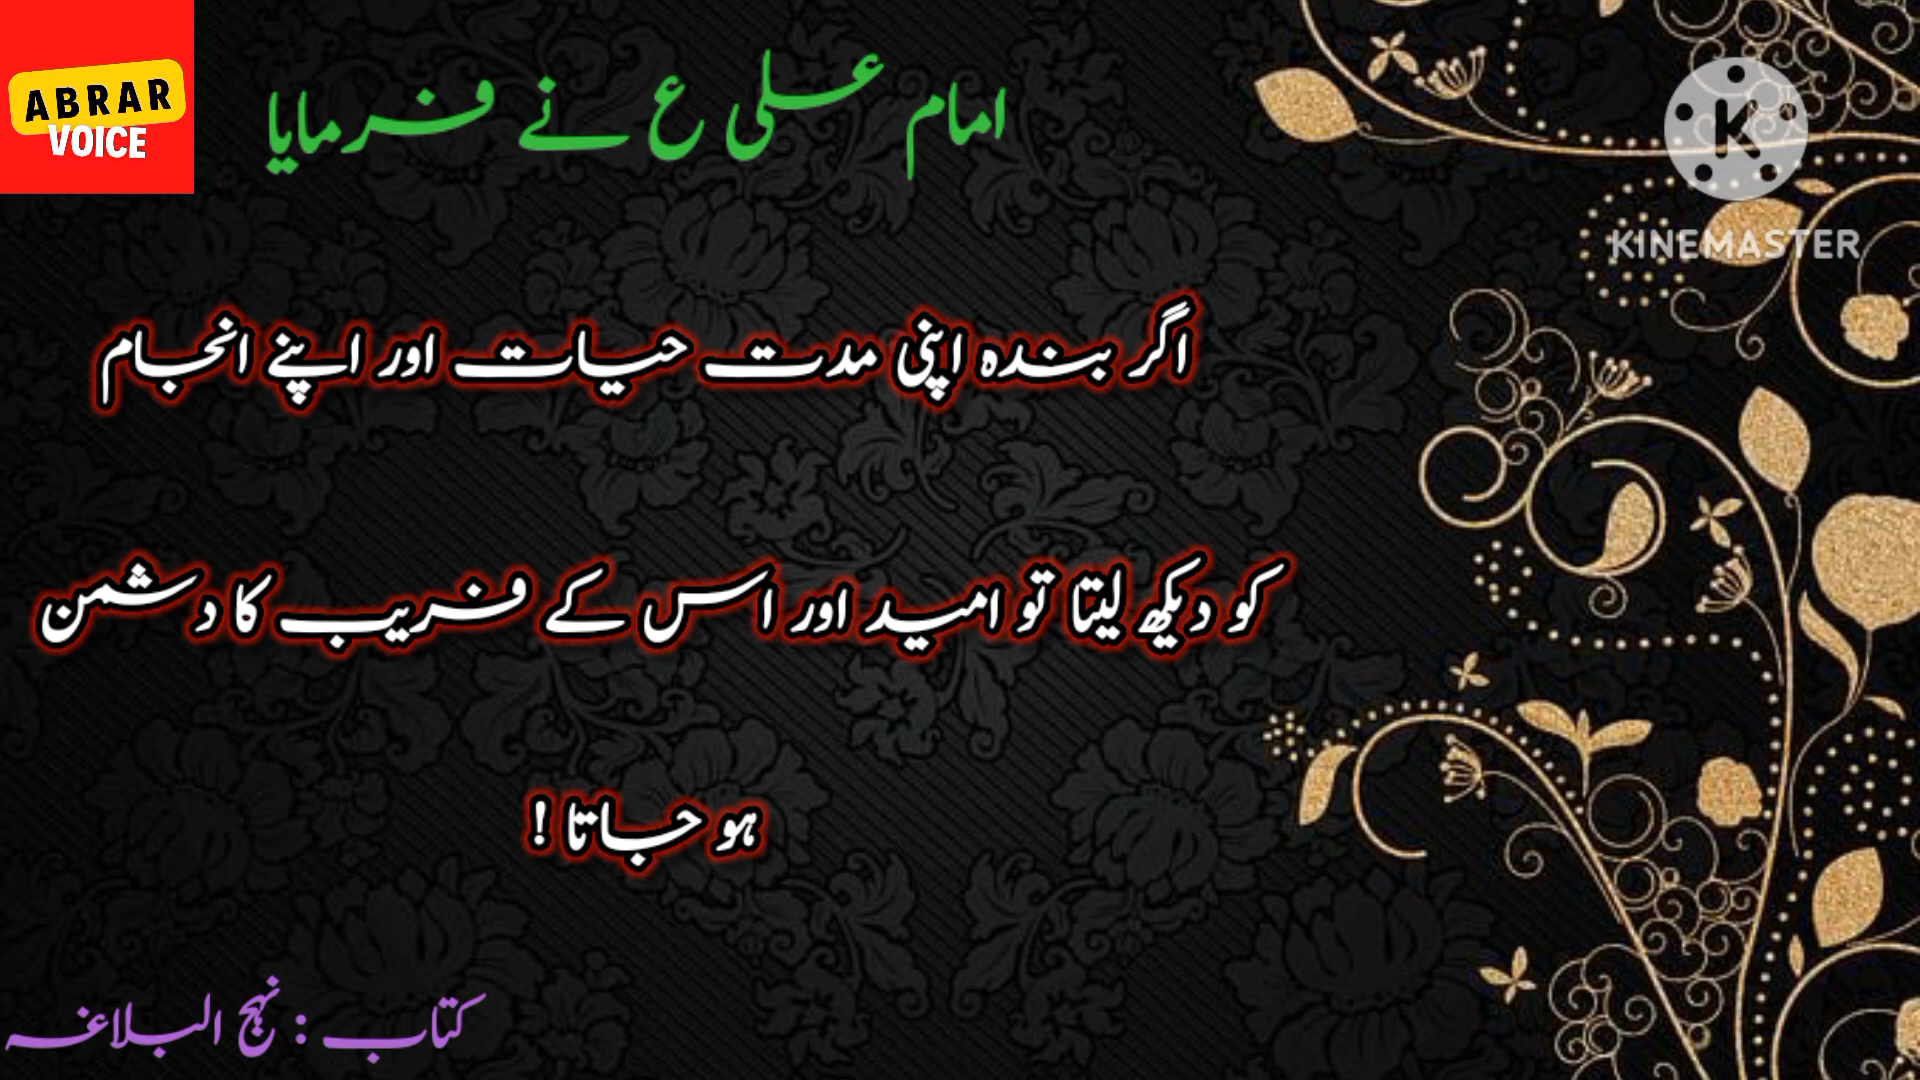 ABRAR
VOICE
امام علی ع نے فرمایا
KINEMASTER
اگر بندہ اپنی مدت حیات اور اپنے انجام
کو دیکھ لیتا تو امید اور اس کے فریب کا دشمن
ہو جاتا !
کتاب : نہج البلاغہ